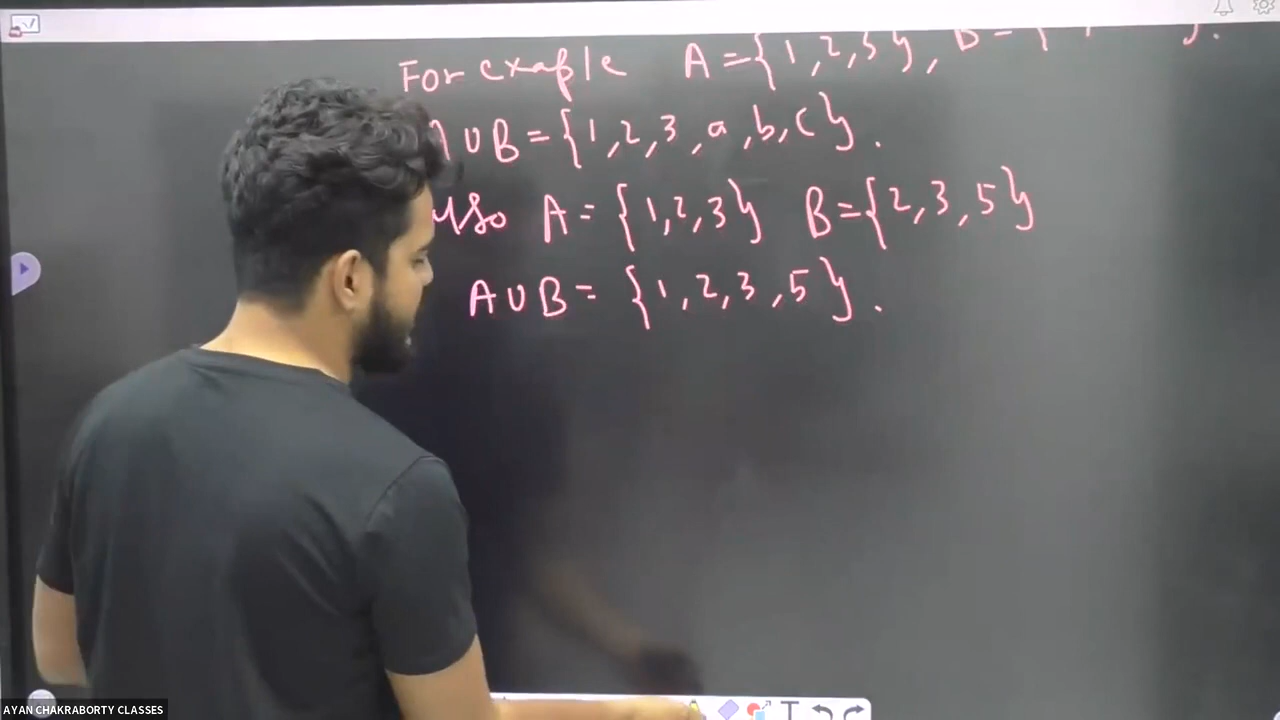 For exaple A={1,2,3}, B={
A∪B={1,2,3,a,b,c}.
Also A={1,2,3} B={2,3,5}
A∪B={1,2,3,5}.
AYAN CHAKRABORTY CLASSES